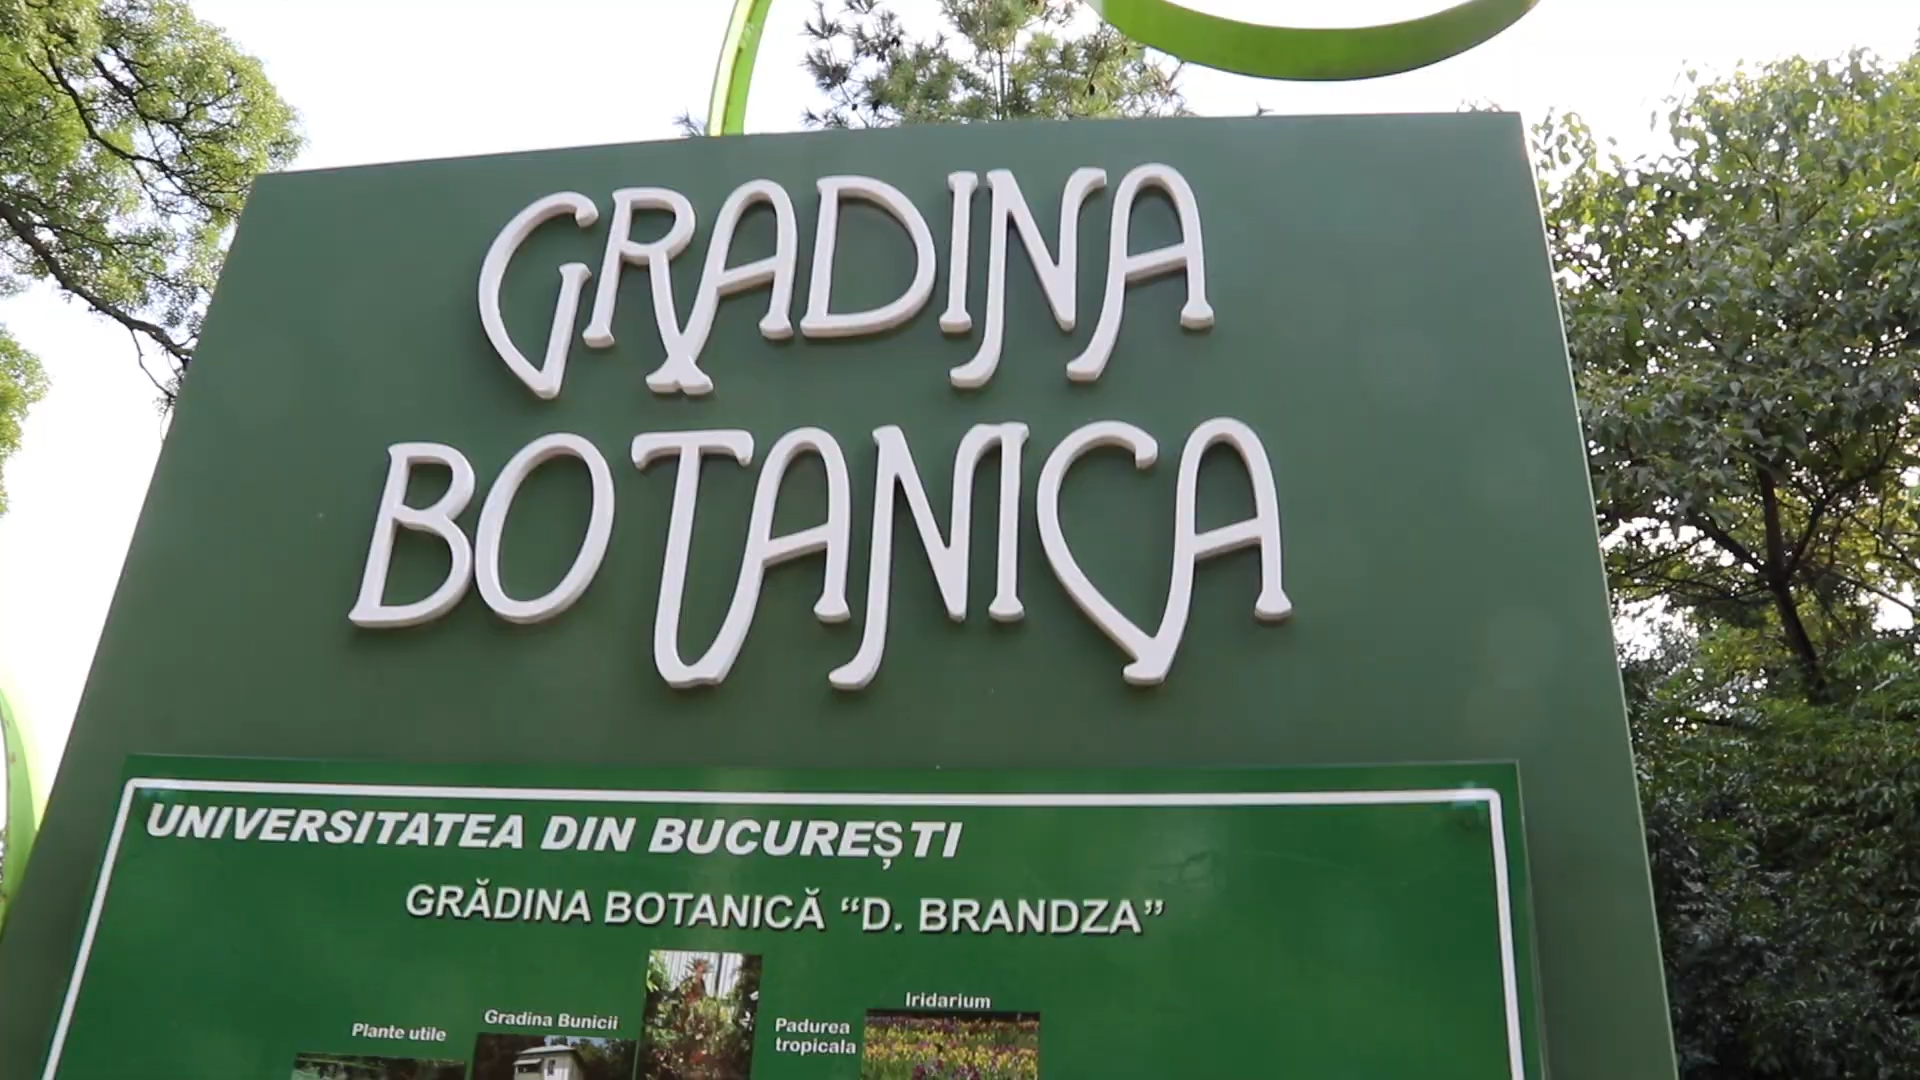 GRADINA
BOTANICA
UNIVERSITATEA DIN BUCUREȘTI
GRĂDINA BOTANICĂ “D. BRANDZA”
Plante utile
Gradina Bunicii
Padurea
tropicala
Iridarium